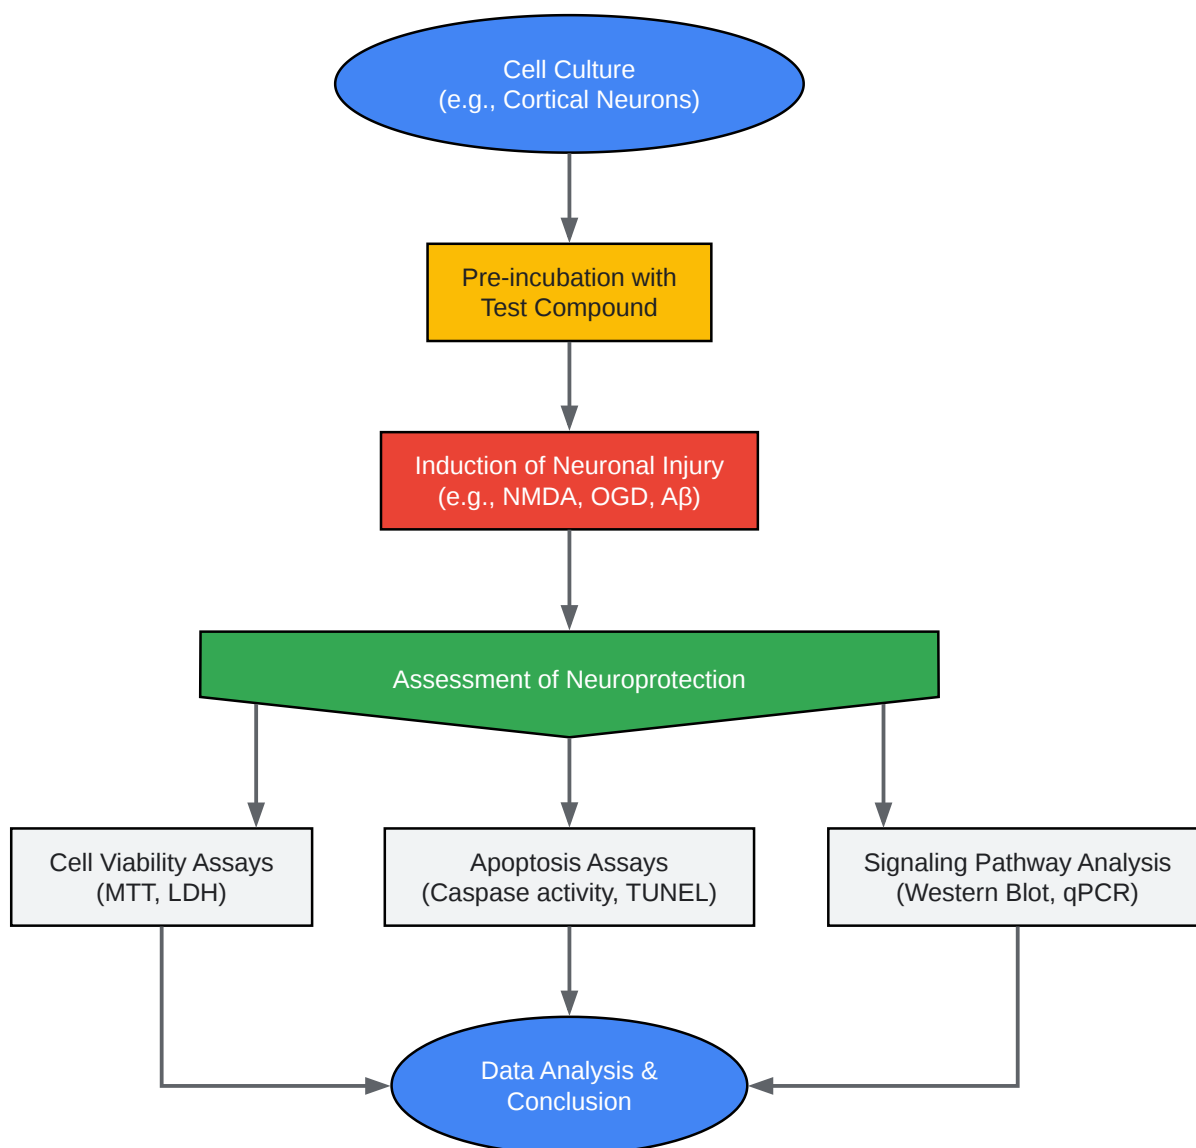 Cell Culture
(e.g., Cortical Neurons)
Pre-incubation with
Test Compound
Induction of Neuronal Injury
(e.g., NMDA, OGD, Aβ)
Assessment of Neuroprotection
Cell Viability Assays
(MTT, LDH)
Apoptosis Assays
(Caspase activity, TUNEL)
Signaling Pathway Analysis
(Western Blot, qPCR)
Data Analysis &
Conclusion